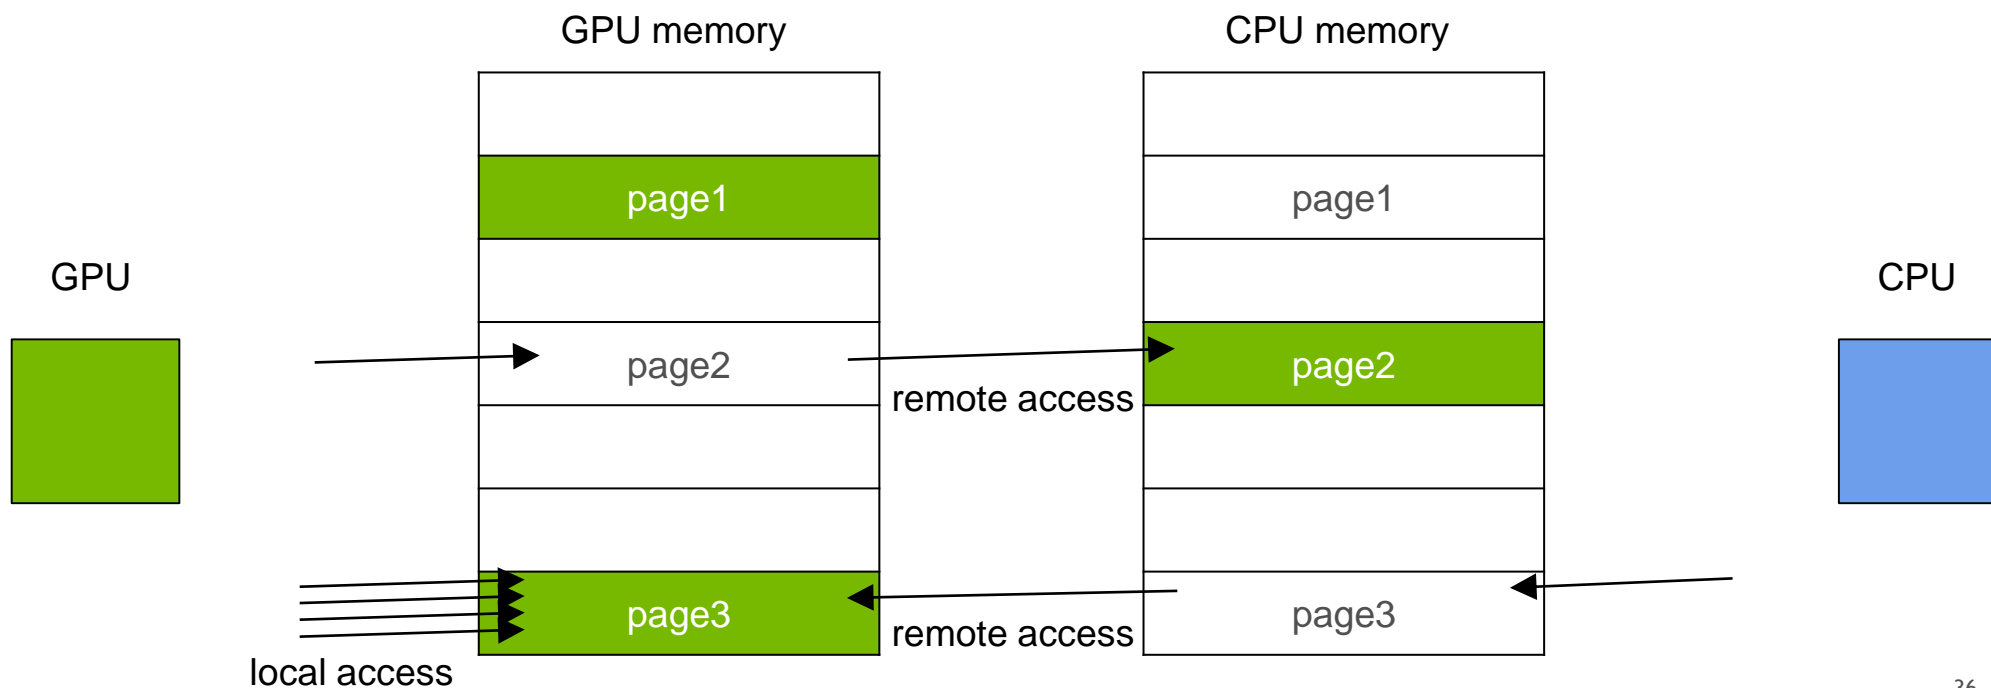 GPU memory
CPU memory
page1
page1
GPU
CPU
page2
page2
remote access
page3
page3
remote access
local access